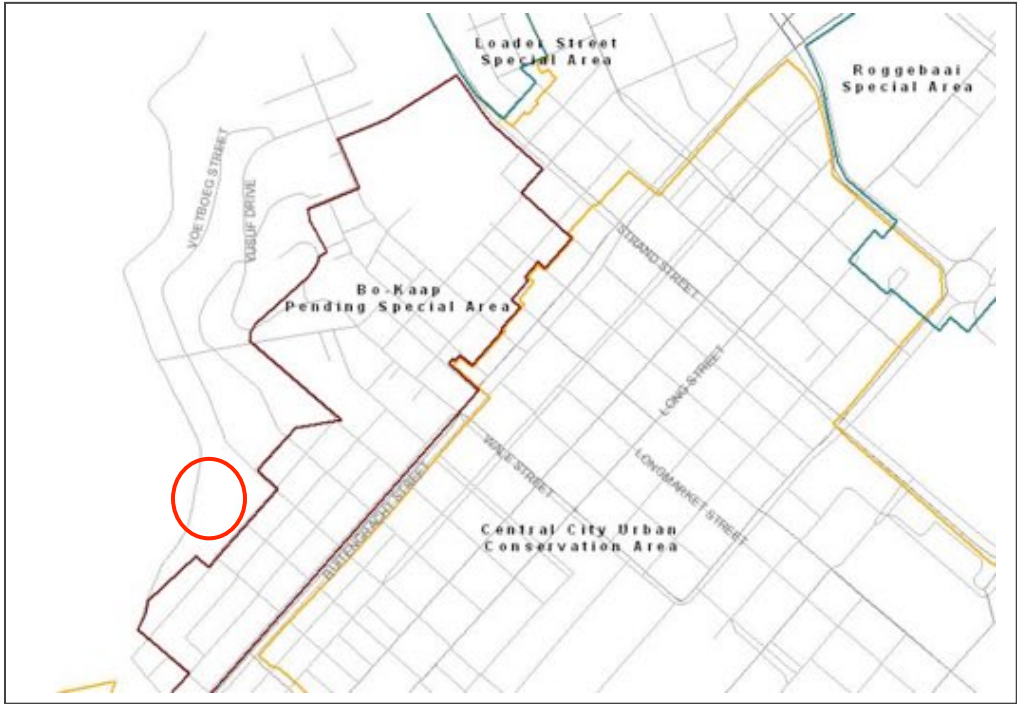 Loader Street
Special Area
Roggebaai
Special Area
VOETBOEG STREET
YUSUF DRIVE
STRAND STREET
Bo-Kaap
Pending Special Area
LONG STREET
WALE STREET
LONGMARKET STREET
BUITENGRACHT STREET
Central City Urban
Conservation Area